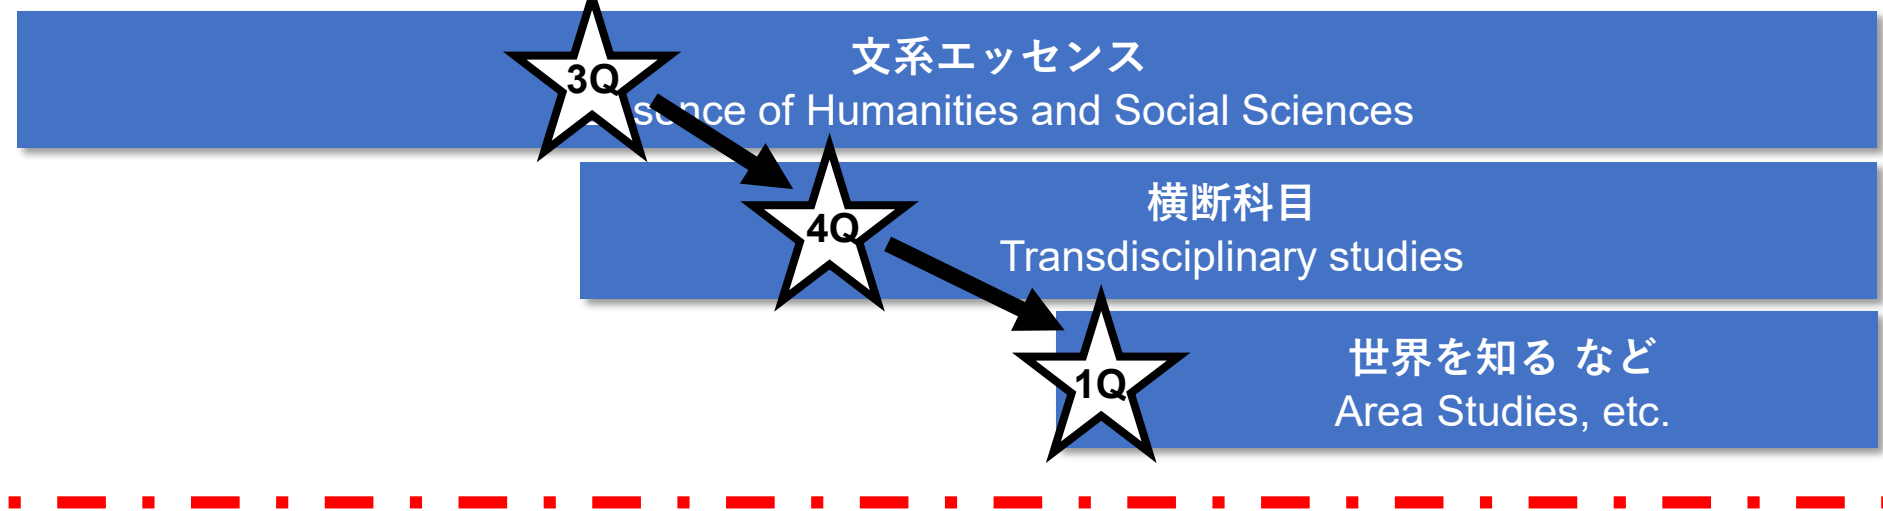 文系エッセンス
3Q
sence of Humanities and Social Sciences
横断科目
4Q
Transdisciplinary studies
世界を知る など
1Q
Area Studies, etc.